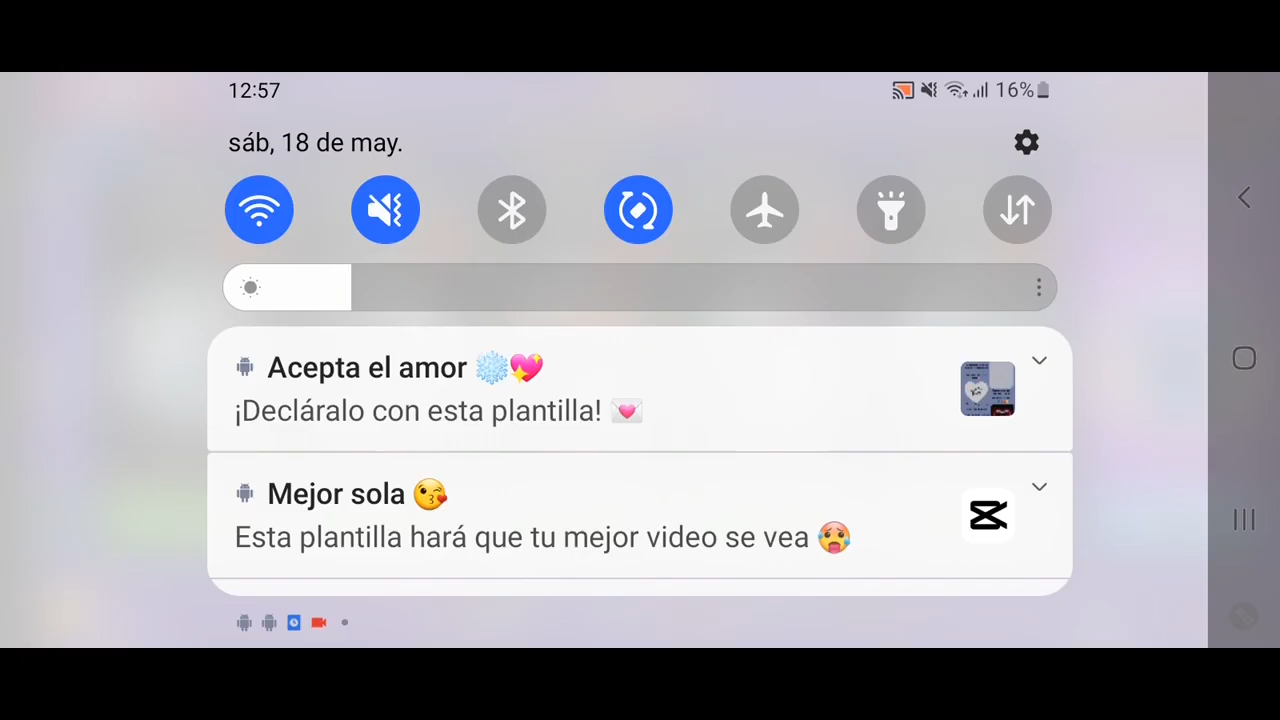 12:57
16%
sáb, 18 de may.
Acepta el amor ❄️💖
¡Decláralo con esta plantilla! 💌
Mejor sola 😘
Esta plantilla hará que tu mejor video se vea 🥵